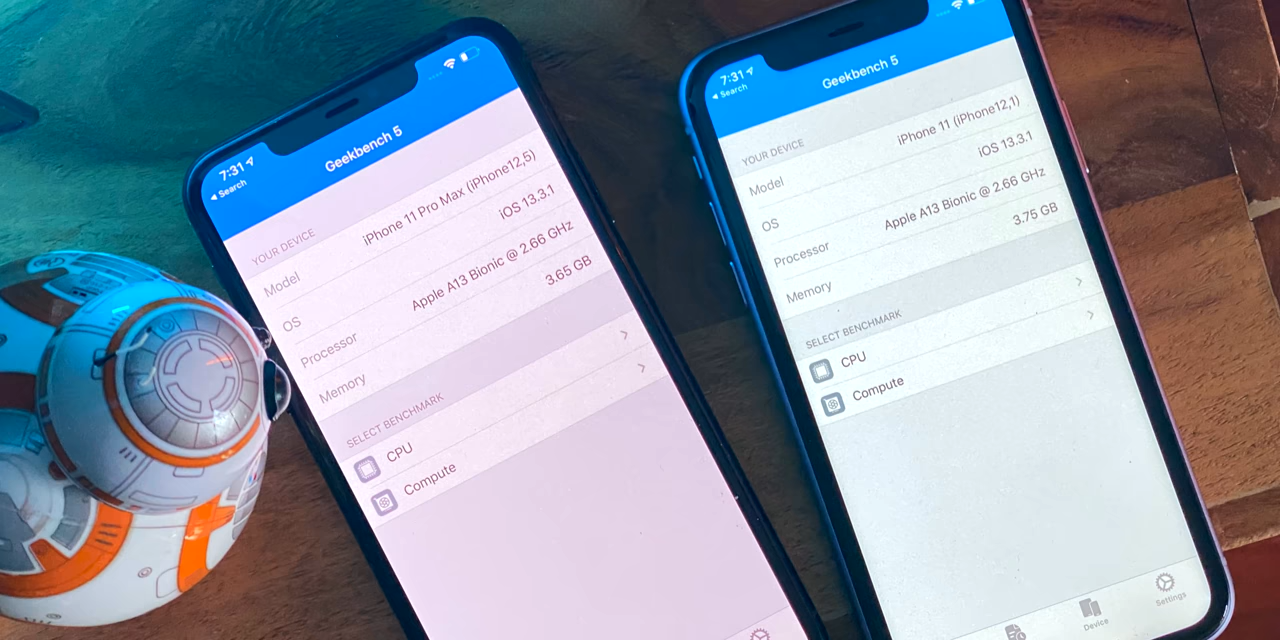 7:31
◀ Search
Geekbench 5
YOUR DEVICE
Model iPhone 11 Pro Max (iPhone12,5)
OS iOS 13.3.1
Processor Apple A13 Bionic @ 2.66 GHz
Memory 3.65 GB
SELECT BENCHMARK
CPU
Compute
7:31
◀ Search
Geekbench 5
YOUR DEVICE
Model iPhone 11 (iPhone12,1)
OS iOS 13.3.1
Processor Apple A13 Bionic @ 2.66 GHz
Memory 3.75 GB
SELECT BENCHMARK
CPU
Compute
Device
Settings